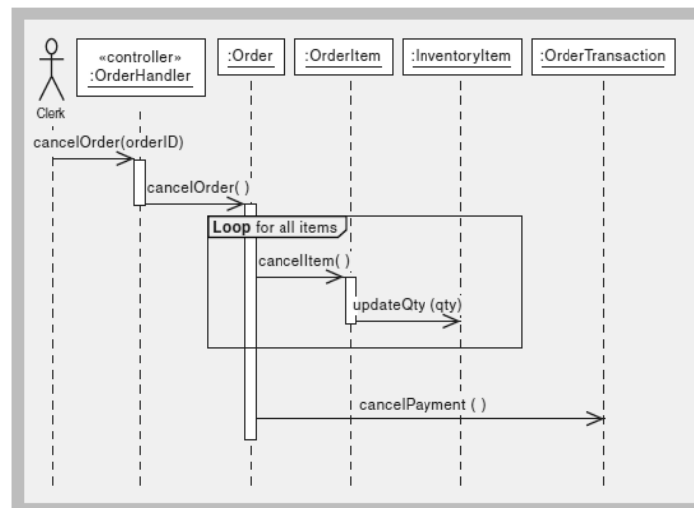 «controller»
:OrderHandler
:Order
:OrderItem
:InventoryItem
:OrderTransaction
Clerk
cancelOrder(orderID)
cancelOrder( )
Loop for all items
cancelItem( )
updateQty (qty)
cancelPayment ( )